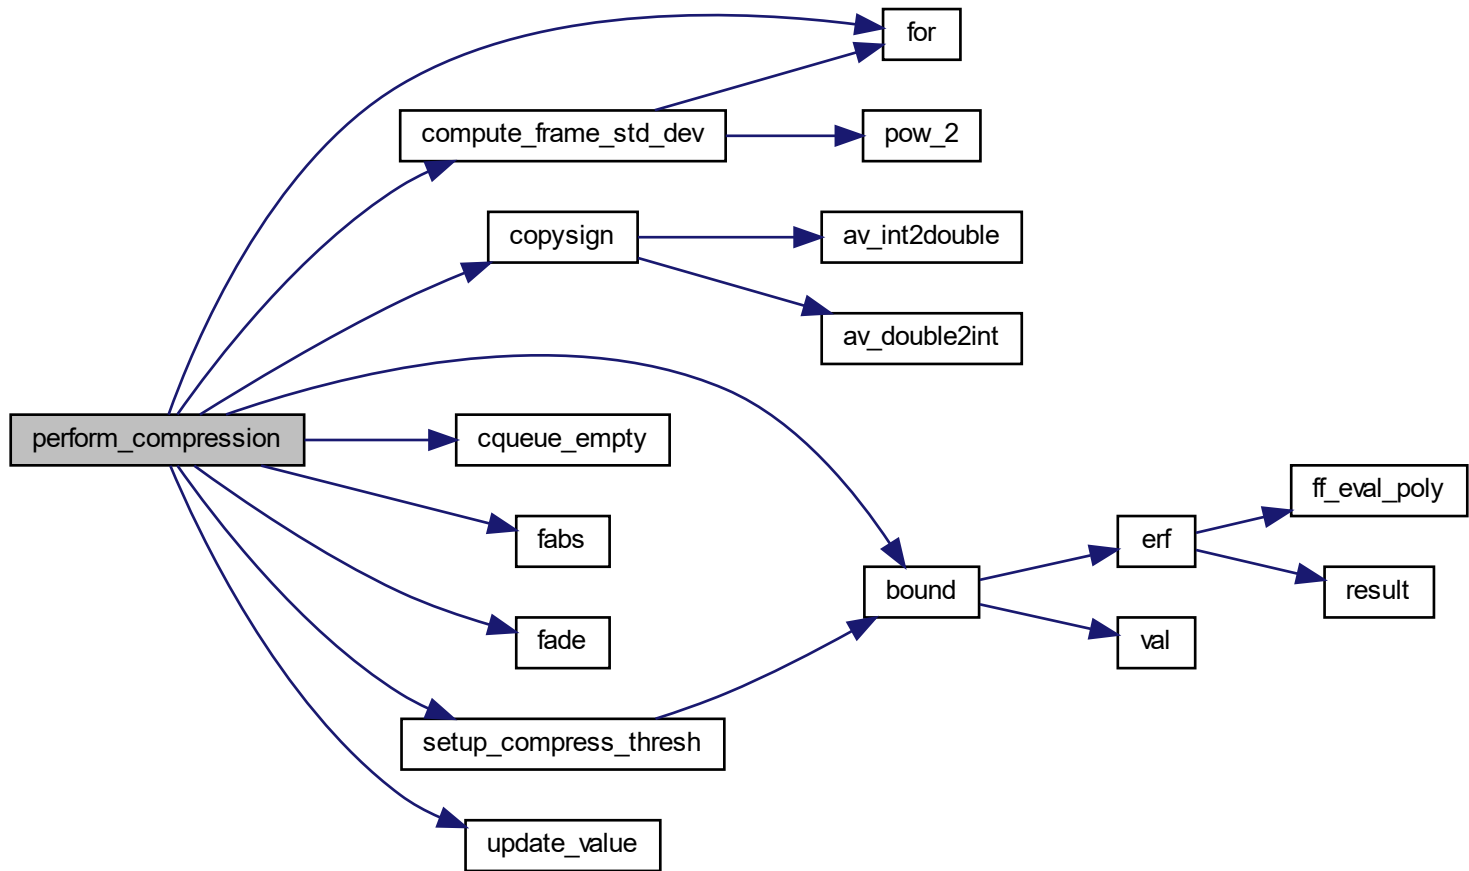 for
compute_frame_std_dev
pow_2
copysign
av_int2double
av_double2int
perform_compression
cqueue_empty
ff_eval_poly
fabs
erf
bound
result
fade
val
setup_compress_thresh
update_value